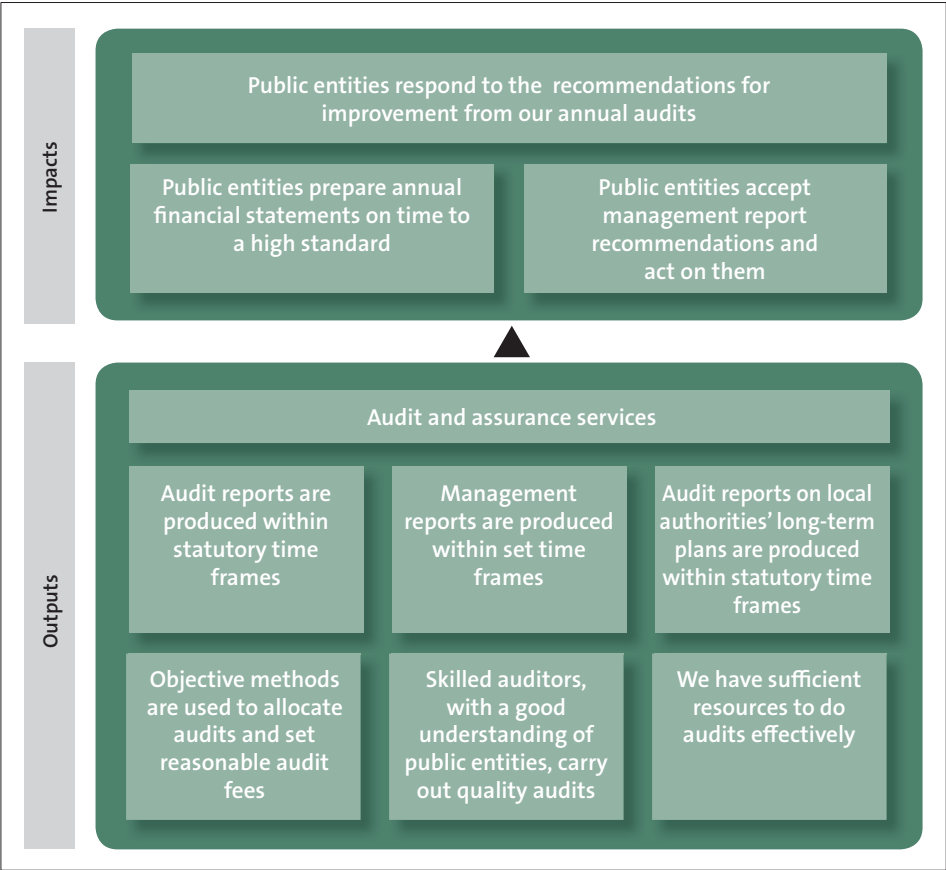 Impacts
Public entities respond to the recommendations for
improvement from our annual audits
Public entities prepare annual
financial statements on time to
a high standard
Public entities accept
management report
recommendations and
act on them
Outputs
Audit and assurance services
Audit reports are
produced within
statutory time
frames
Management
reports are produced
within set time
frames
Audit reports on local
authorities’ long-term
plans are produced
within statutory time
frames
Objective methods
are used to allocate
audits and set
reasonable audit
fees
Skilled auditors,
with a good
understanding of
public entities, carry
out quality audits
We have sufficient
resources to do
audits effectively